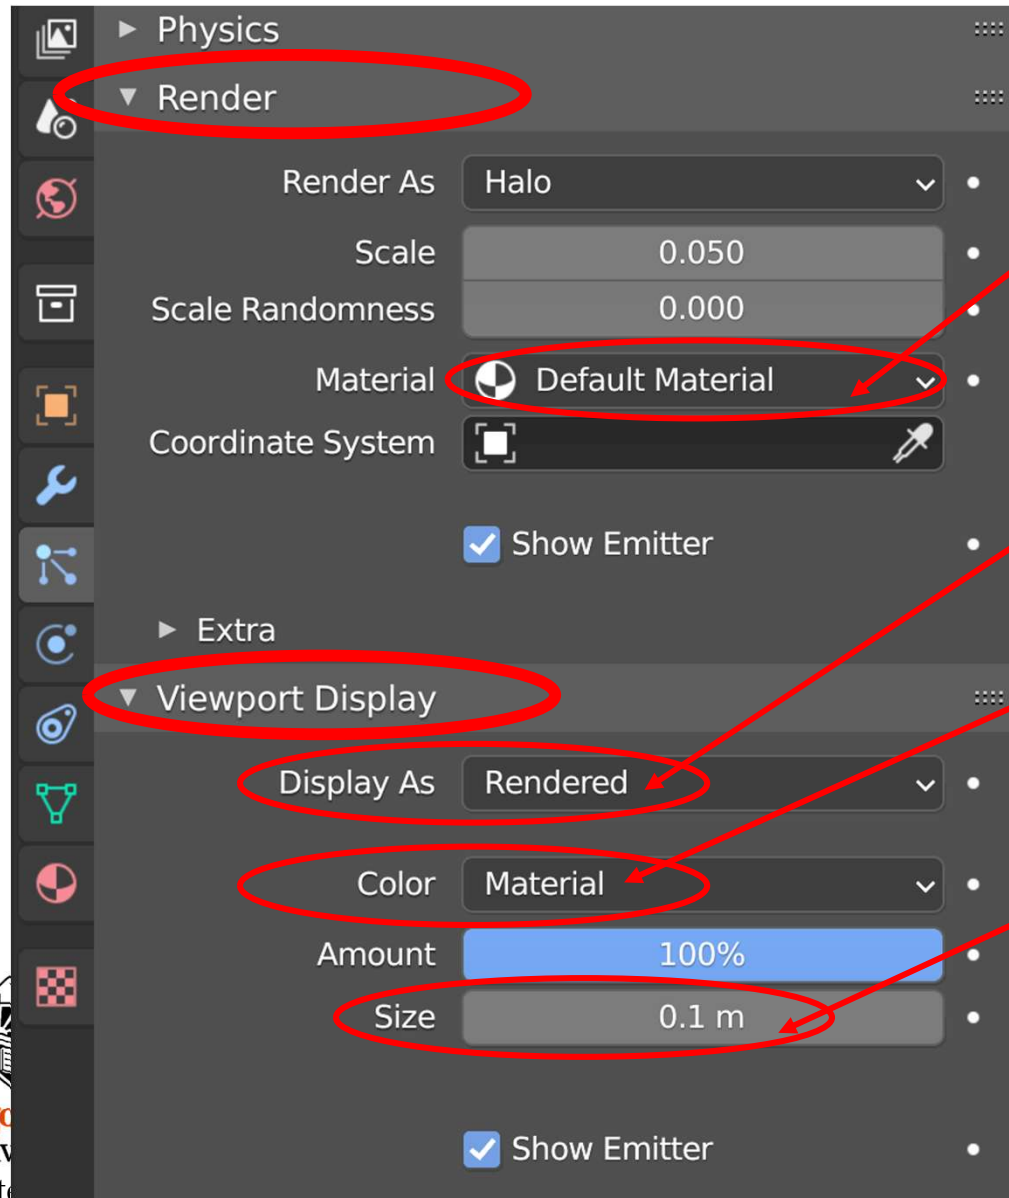 Physics
Render
Render As Halo
Scale 0.050
Scale Randomness 0.000
Material Default Material
Coordinate System
Show Emitter
Extra
Viewport Display
Display As Rendered
Color Material
Amount 100%
Size 0.1 m
Show Emitter